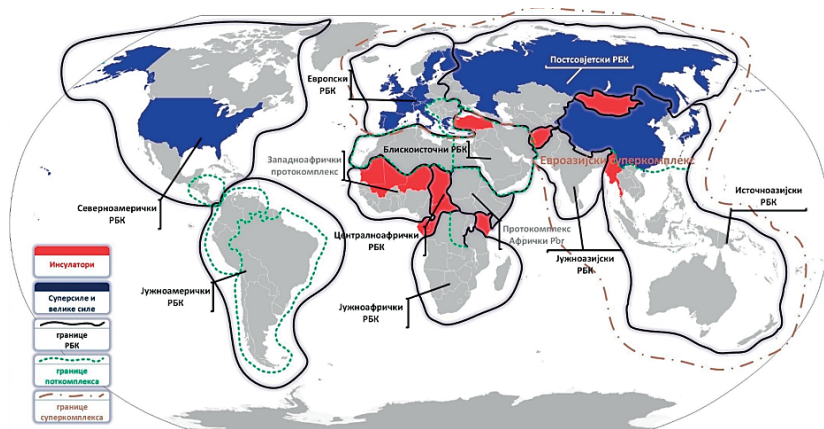 Постсовјетски РБК
Европски
РБК
Блискоисточни РБК
Западноафрички
протокомплекс
Евроазијски Суперкомплекс
Источноазијски
РБК
Северноамерички
РБК
Централноафрички
РБК
Протокомплекс
Афрички Рог
Јужноазијски
РБК
Јужноамерички
РБК
Јужноафрички
РБК
Инсулатори
Суперсиле и
велике силе
границе
РБК
границе
поткомплекса
границе
суперкомплекса